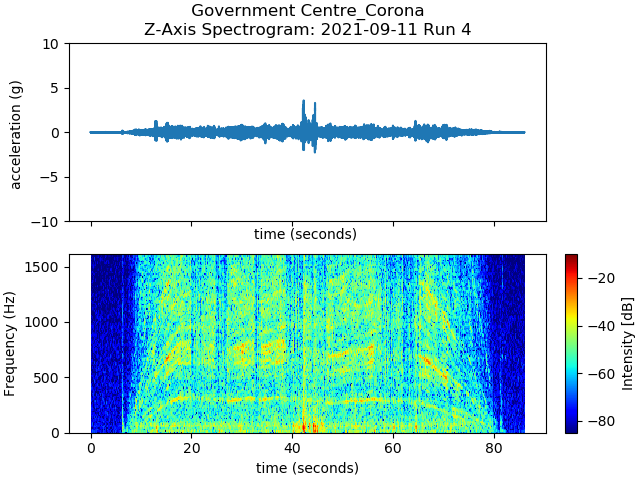 Government Centre_Corona
Z-Axis Spectrogram: 2021-09-11 Run 4
10
5
0
−5
−10
acceleration (g)
time (seconds)
1500
1000
500
0
Frequency (Hz)
0 20 40 60 80
time (seconds)
−20
−40
−60
−80
Intensity [dB]